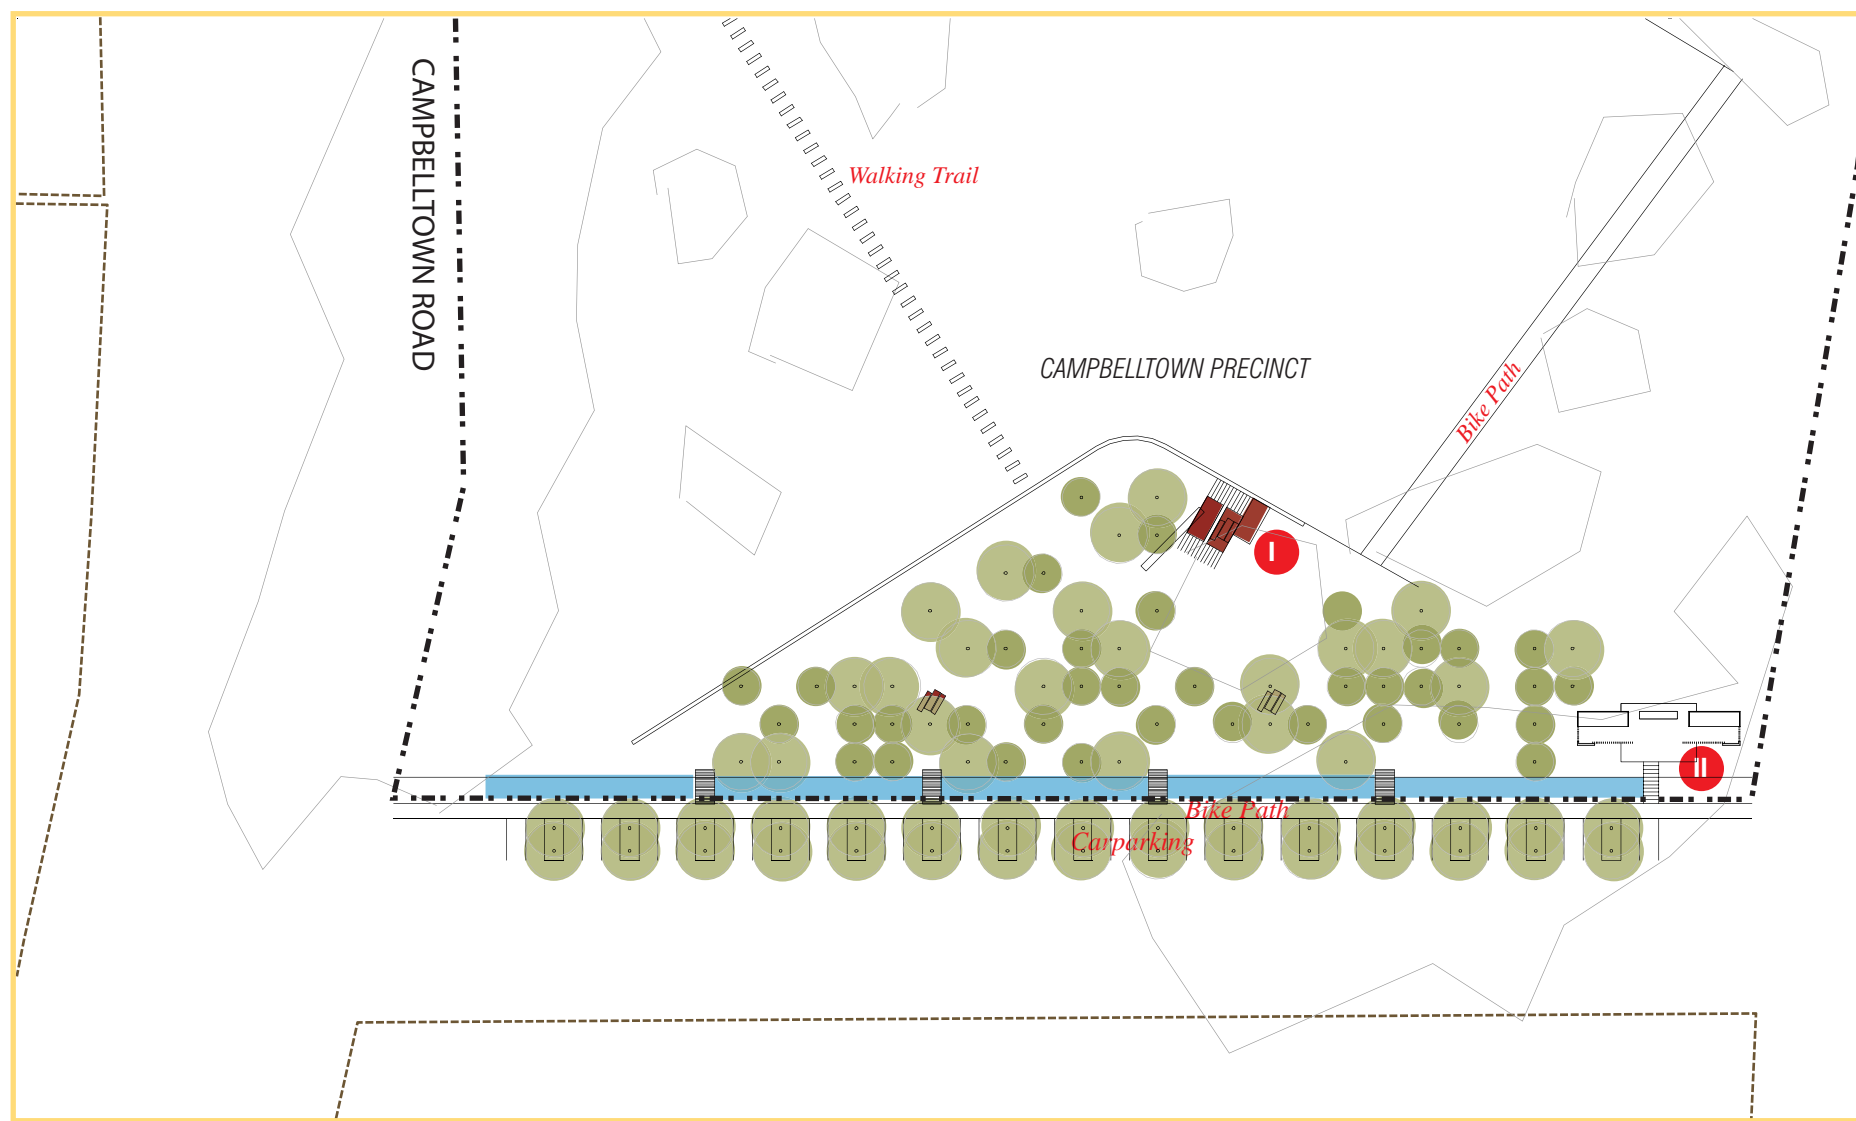 CAMPBELLTOWN ROAD
Walking Trail
CAMPBELLTOWN PRECINCT
Bike Path
I
II
Bike Path
Carparking